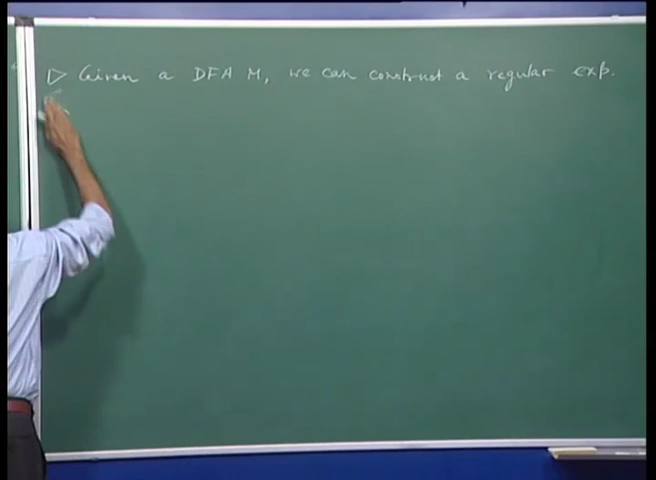 ▷ Given a DFA M, we can construct a regular exp.